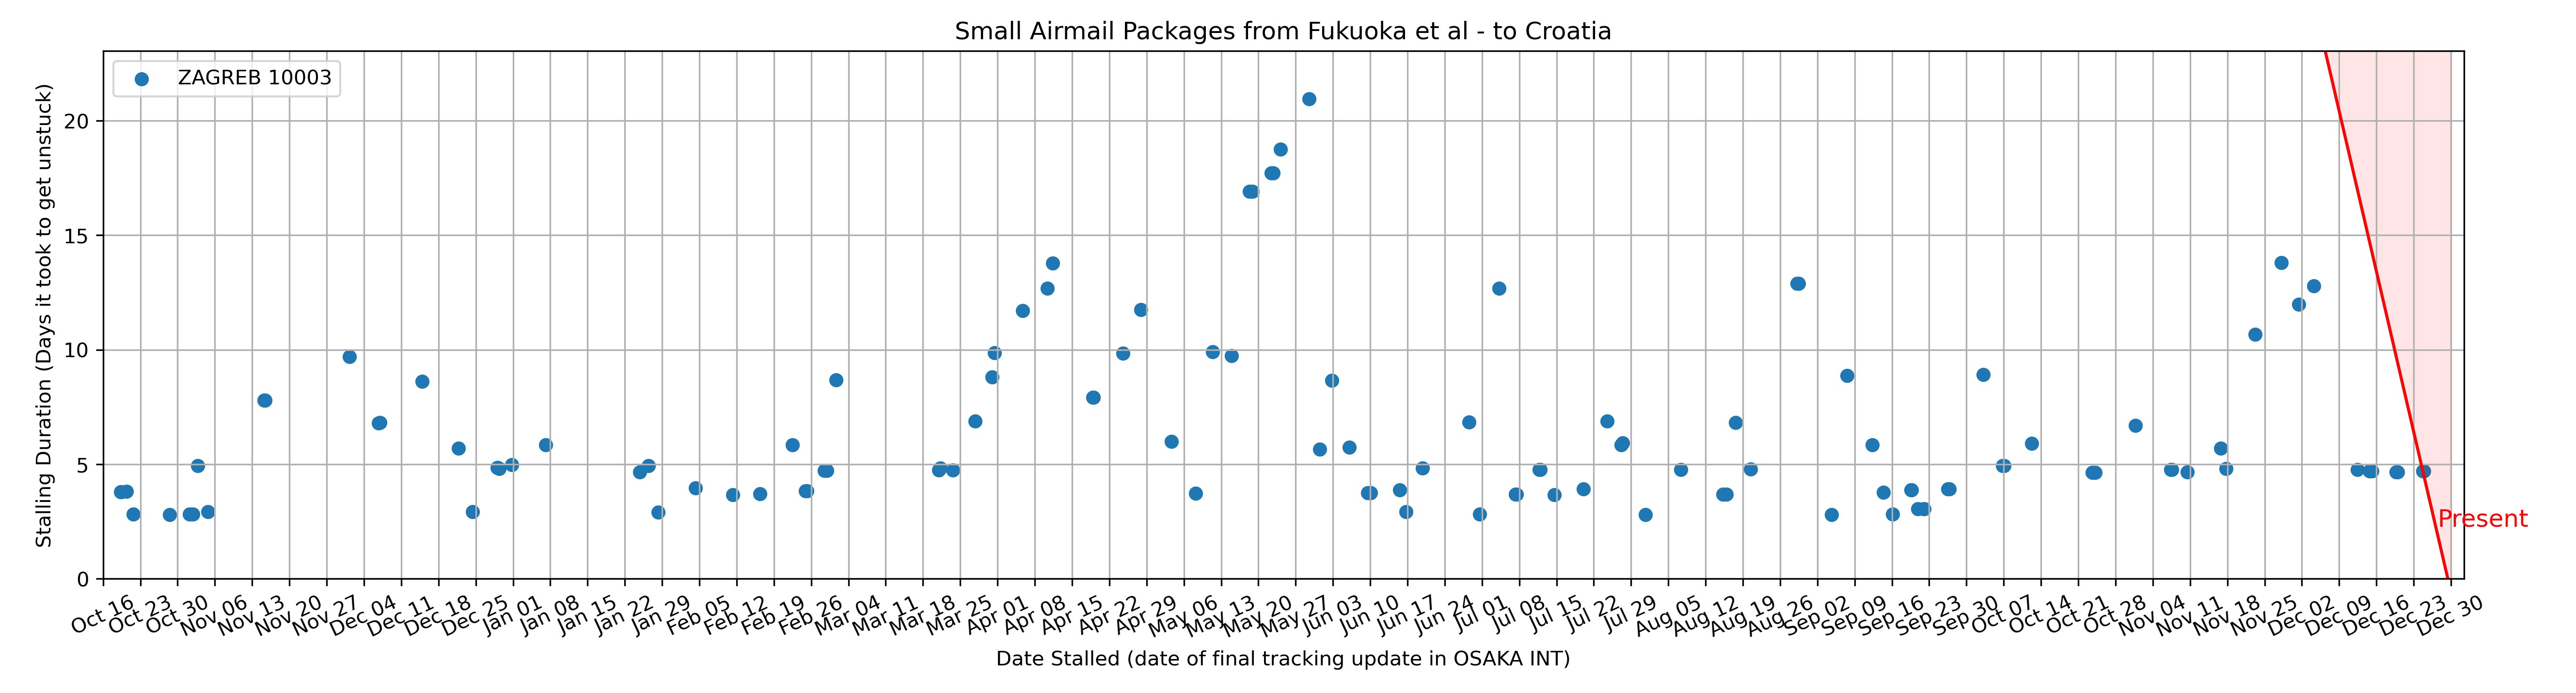 Small Airmail Packages from Fukuoka et al - to Croatia
ZAGREB 10003
Stalling Duration (Days it took to get unstuck)
20
15
10
5
0
Present
Oct 16
Oct 23
Oct 30
Nov 06
Nov 13
Nov 20
Nov 27
Dec 04
Dec 11
Dec 18
Dec 25
Jan 01
Jan 08
Jan 15
Jan 22
Jan 29
Feb 05
Feb 12
Feb 19
Feb 26
Mar 04
Mar 11
Mar 18
Mar 25
Apr 01
Apr 08
Apr 15
Apr 22
Apr 29
May 06
May 13
May 20
May 27
Jun 03
Jun 10
Jun 17
Jun 24
Jul 01
Jul 08
Jul 15
Jul 22
Jul 29
Aug 05
Aug 12
Aug 19
Aug 26
Sep 02
Sep 09
Sep 16
Sep 23
Sep 30
Oct 07
Oct 14
Oct 21
Oct 28
Nov 04
Nov 11
Nov 18
Nov 25
Dec 02
Dec 09
Dec 16
Dec 23
Dec 30
Date Stalled (date of final tracking update in OSAKA INT)